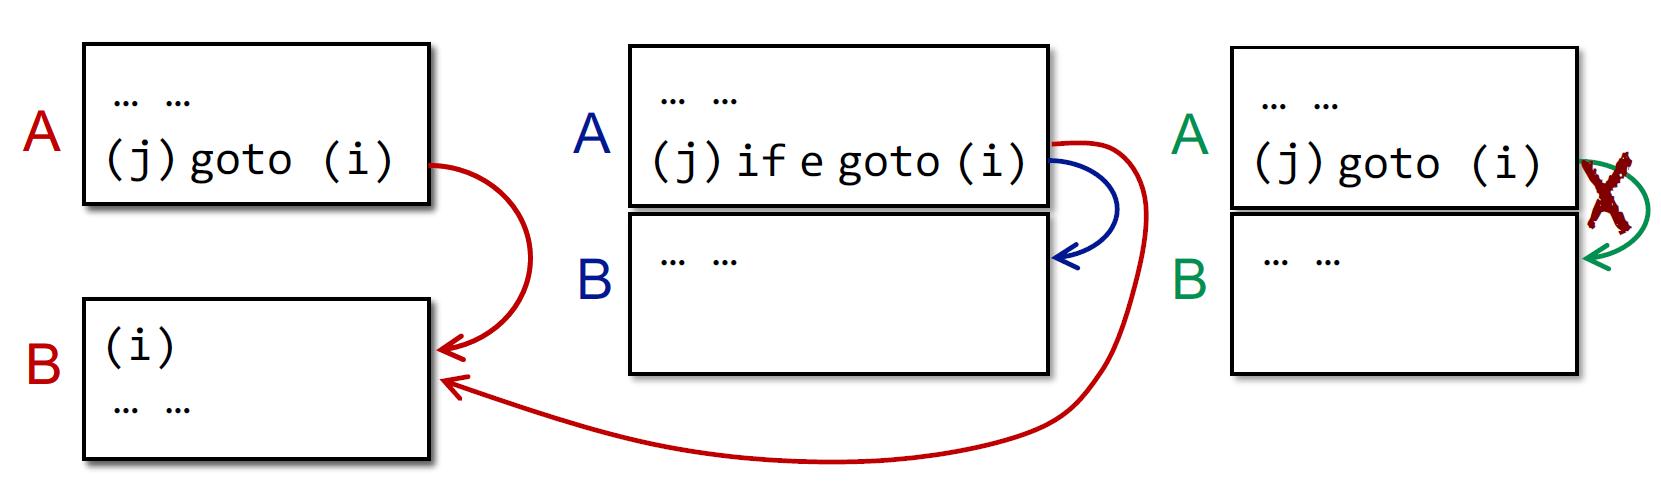 A
… …
(j) goto (i)
B
(i)
… …
A
… …
(j) if e goto (i)
B
… …
A
… …
(j) goto (i)
X
B
… …